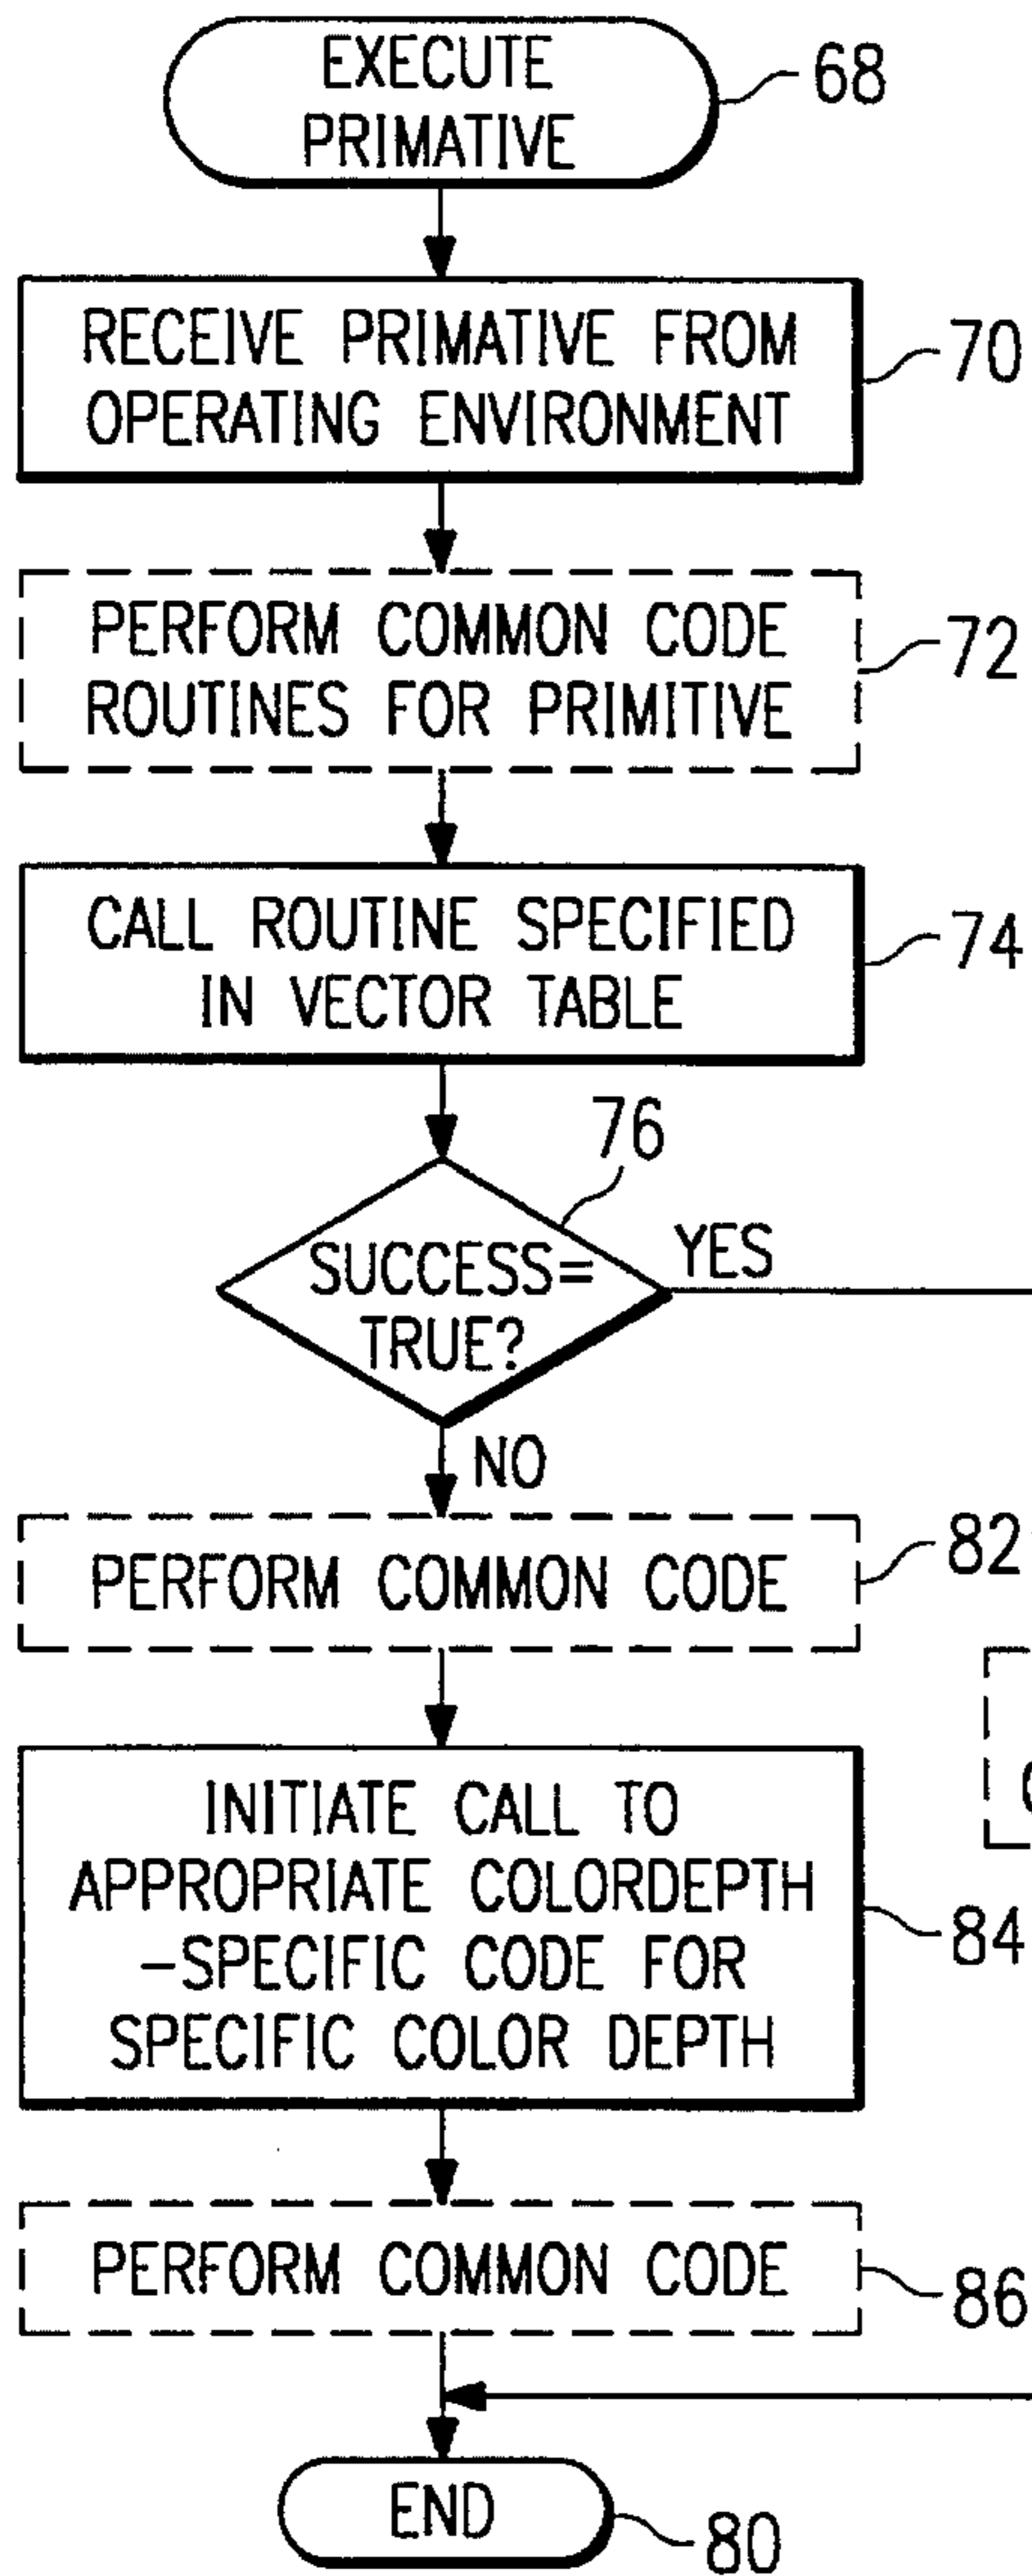 EXECUTE
PRIMATIVE
68
RECEIVE PRIMATIVE FROM
OPERATING ENVIRONMENT
70
PERFORM COMMON CODE
ROUTINES FOR PRIMITIVE
72
CALL ROUTINE SPECIFIED
IN VECTOR TABLE
74
76
SUCCESS=
TRUE?
YES
NO
PERFORM COMMON CODE
82
INITIATE CALL TO
APPROPRIATE COLORDEPTH
-SPECIFIC CODE FOR
SPECIFIC COLOR DEPTH
84
PERFORM COMMON CODE
86
END
80